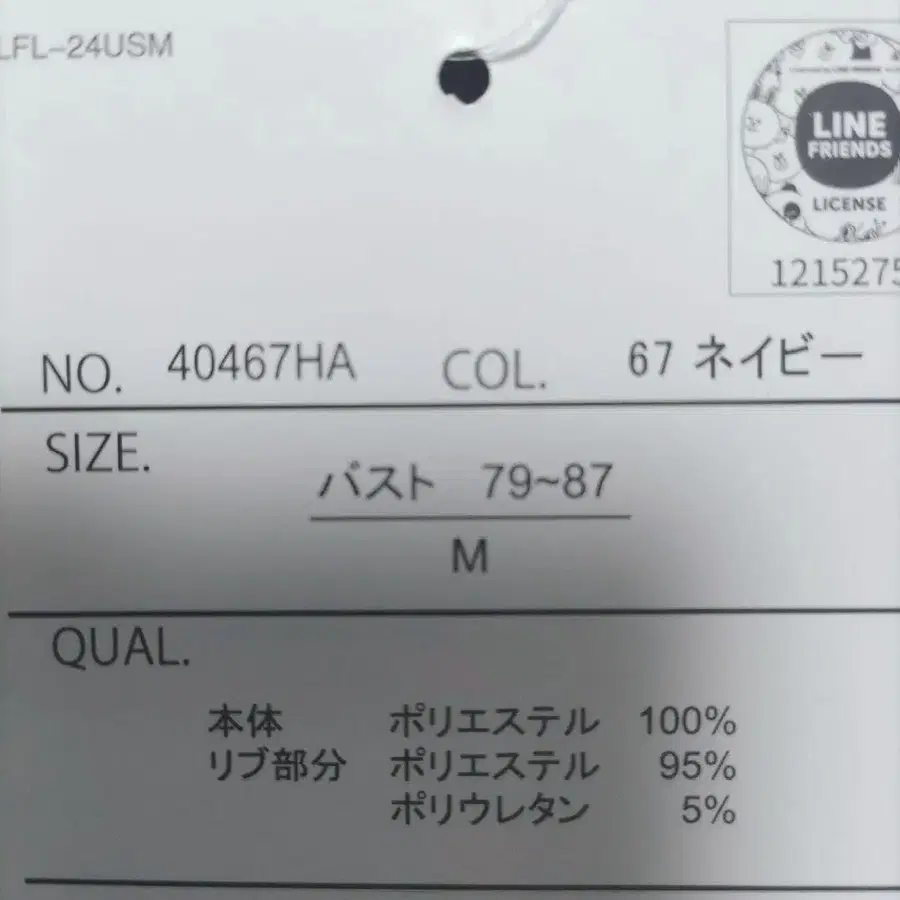 LFL-24USM
LINE
FRIENDS
LICENSE
1215275
NO. 40467HA COL. 67 ネイビー
SIZE.
バスト 79~87
M
QUAL.
本体 ポリエステル 100%
リブ部分 ポリエステル 95%
ポリウレタン 5%